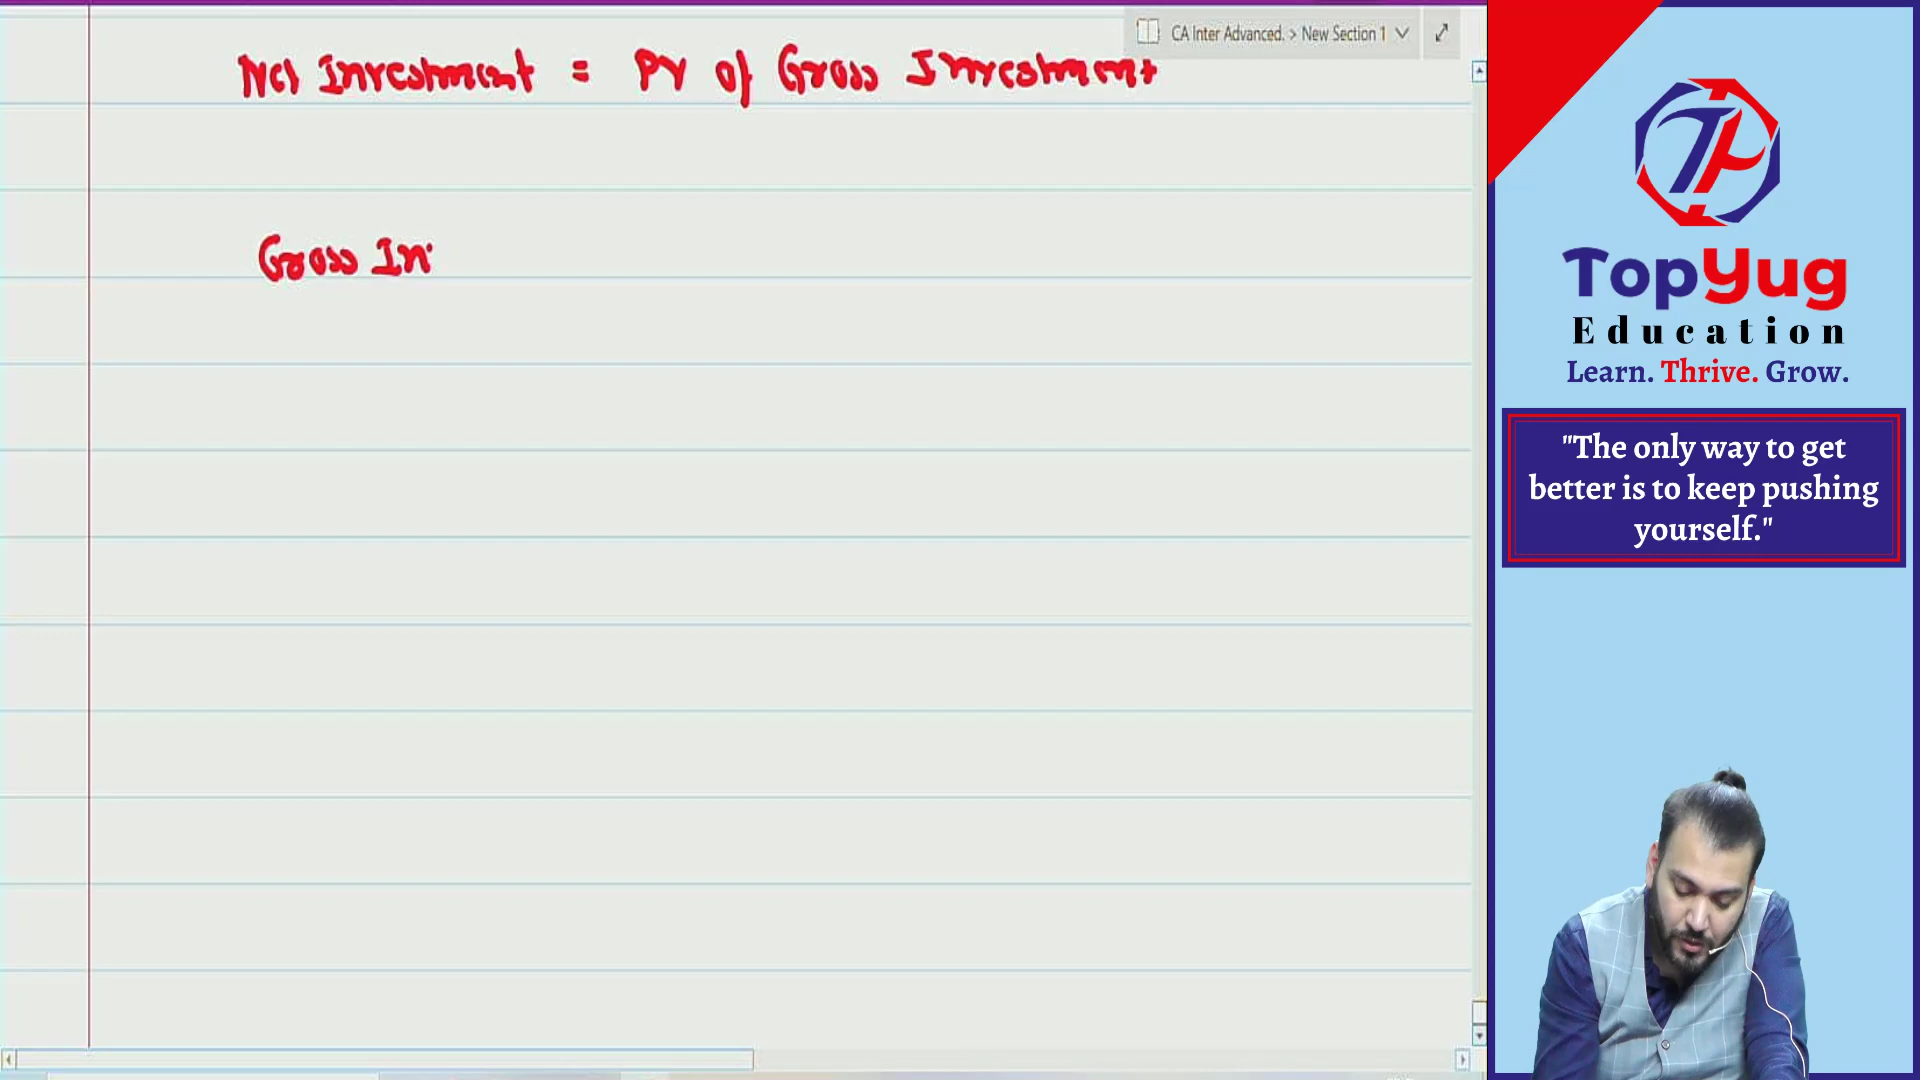 CA Inter Advanced. > New Section 1
Net Investment = PV of Gross Investment
Gross In
TopYug
Education
Learn. Thrive. Grow.
"The only way to get
better is to keep pushing
yourself."